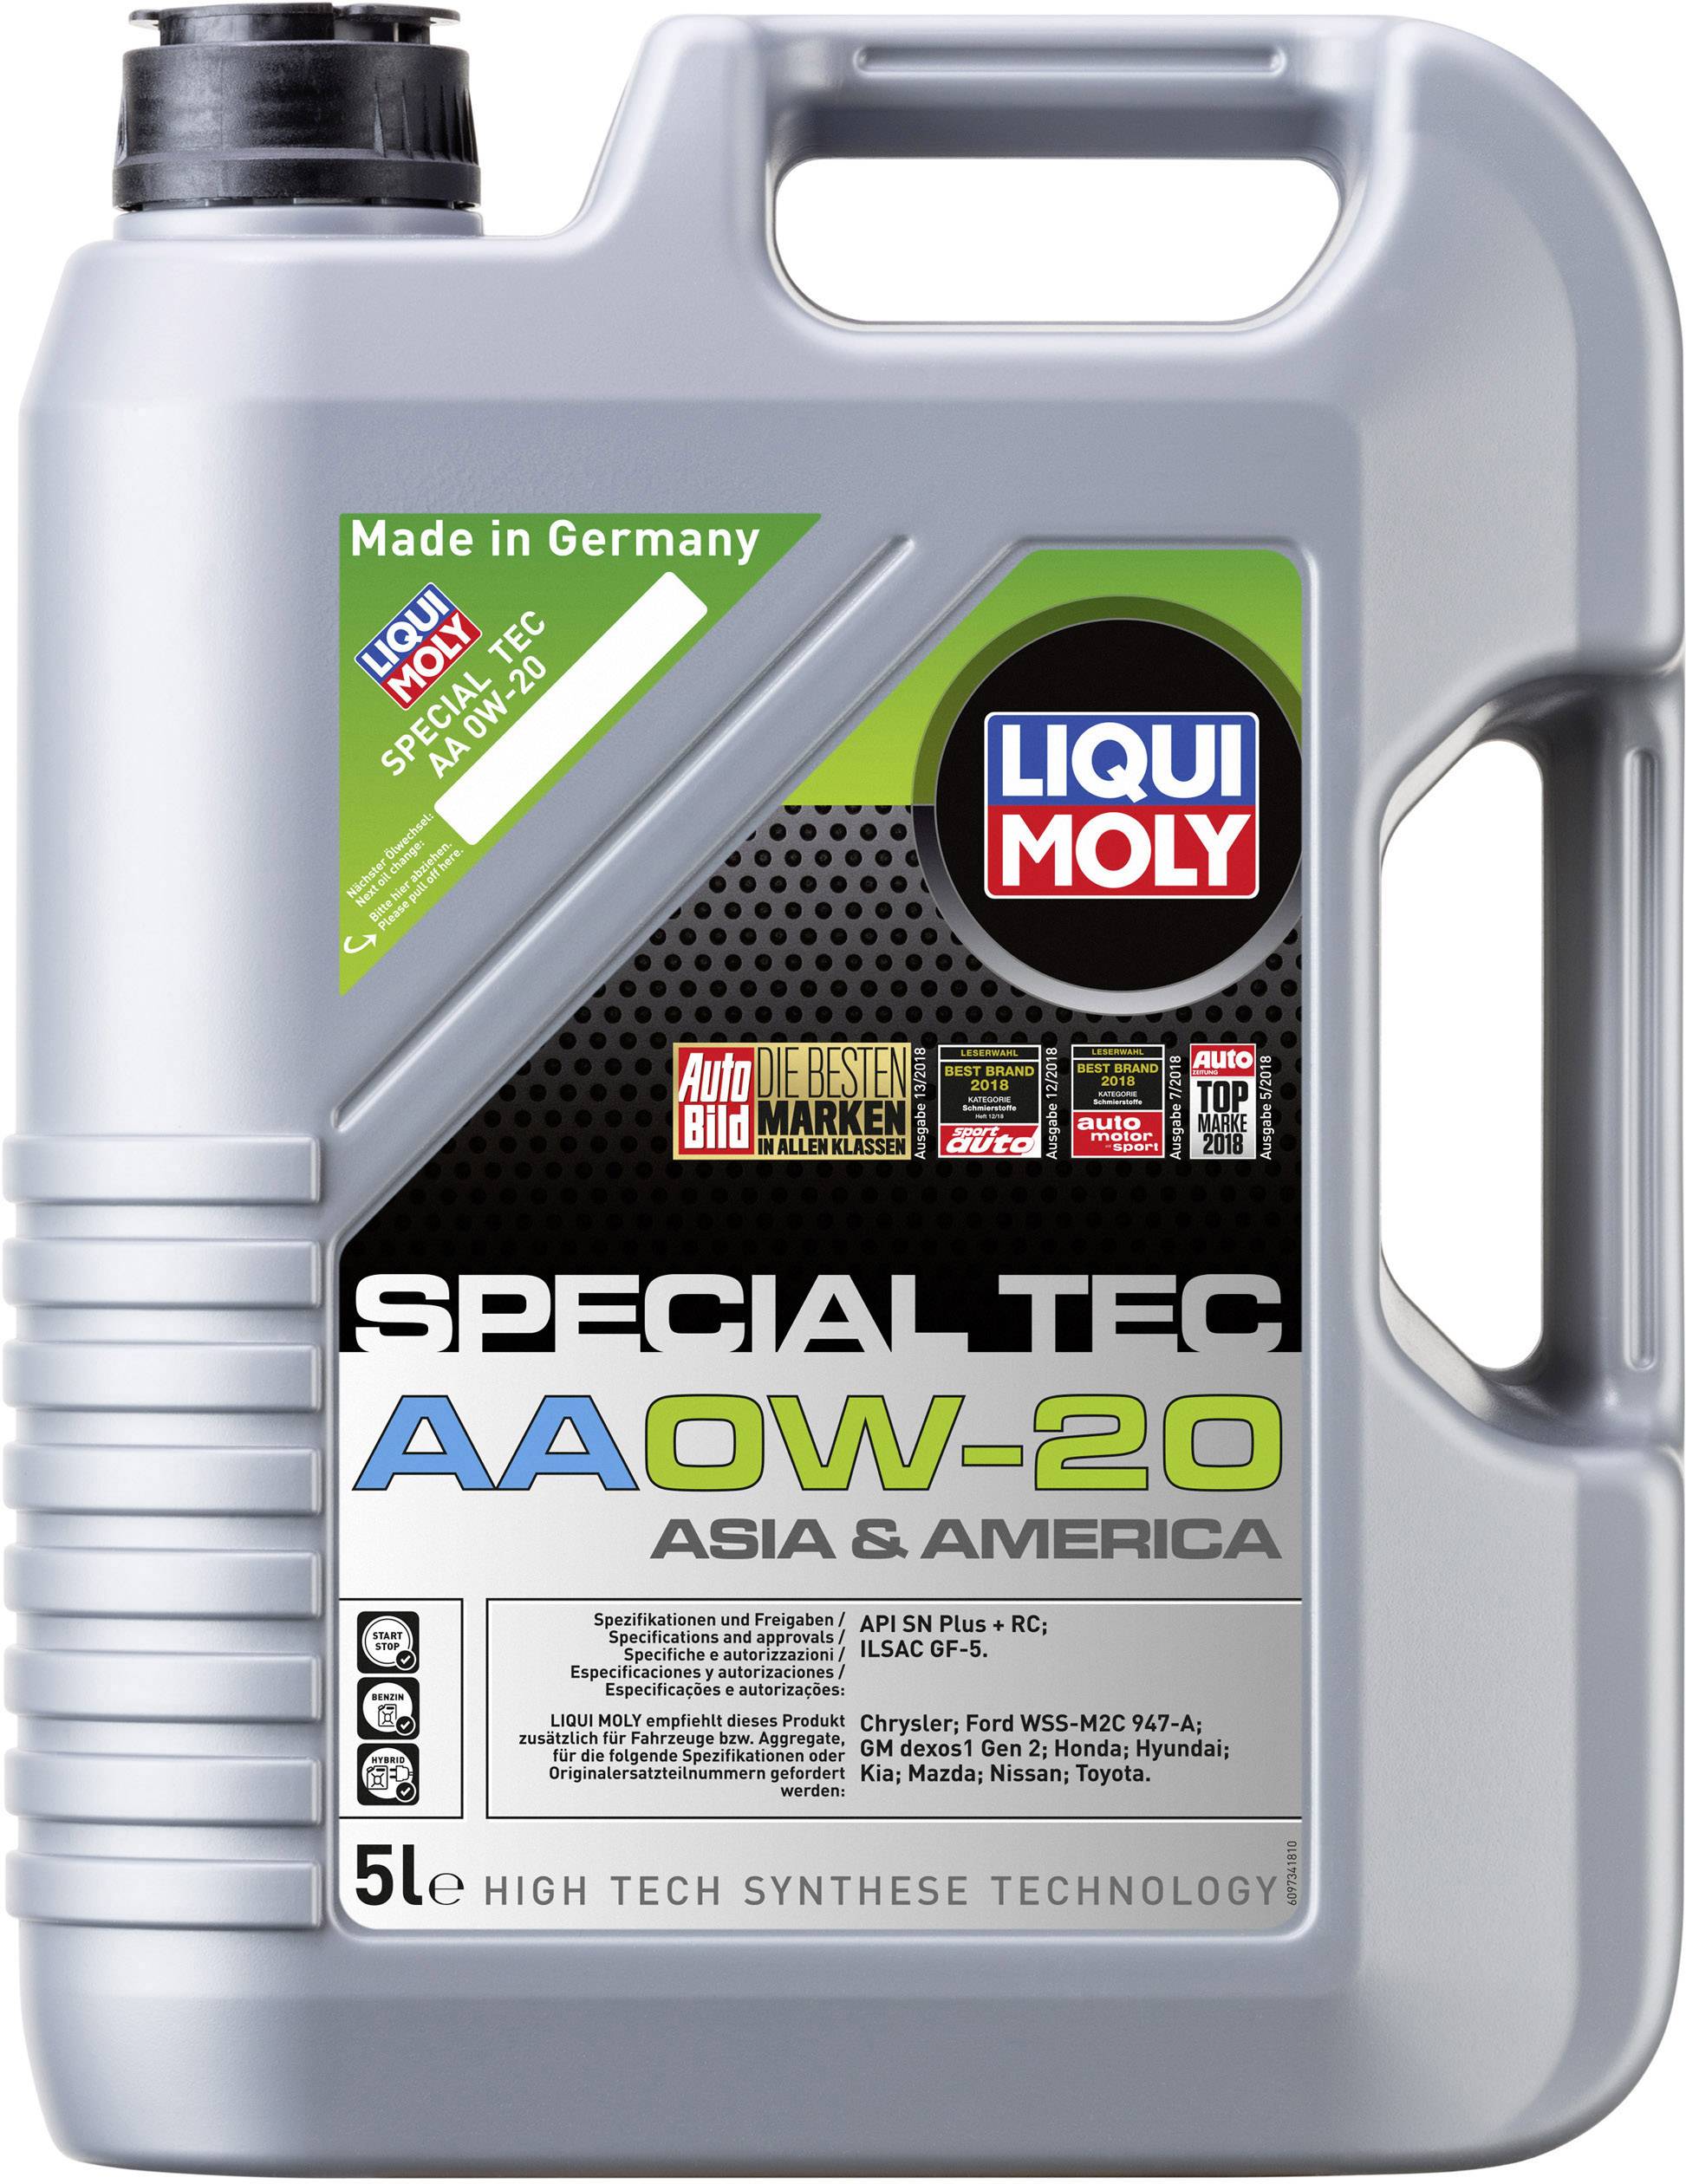 Made in Germany
LIQUI
MOLY
SPECIAL TEC
AA 0W-20
Nächster Ölwechsel:
Next oil change:
Bitte hier abziehen.
Please pull off here.
LIQUI
MOLY
Auto
Bild
DIE BESTEN
MARKEN
IN ALLEN KLASSEN
Ausgabe 13/2018
LESERWAHL
BEST BRAND
2018
KATEGORIE
Schmierstoffe
Heft 12/18
sport
auto
Ausgabe 12/2018
LESERWAHL
BEST BRAND
2018
KATEGORIE
Schmierstoffe
auto
motor
sport
Ausgabe 7/2018
Auto
ZEITUNG
TOP
MARKE
2018
Ausgabe 5/2018
SPECIAL TEC
AA0W-20
ASIA & AMERICA
START
STOP
BENZIN
HYBRID
Spezifikationen und Freigaben /
Specifications and approvals /
Specifiche e autorizzazioni /
Especificaciones y autorizaciones /
Especificações e autorizações:
API SN Plus + RC;
ILSAC GF-5.
LIQUI MOLY empfiehlt dieses Produkt
zusätzlich für Fahrzeuge bzw. Aggregate,
für die folgende Spezifikationen oder
Originalersatzteilnummern gefordert
werden:
Chrysler; Ford WSS-M2C 947-A;
GM dexos1 Gen 2; Honda; Hyundai;
Kia; Mazda; Nissan; Toyota.
5l℮ HIGH TECH SYNTHESE TECHNOLOGY
6097341810